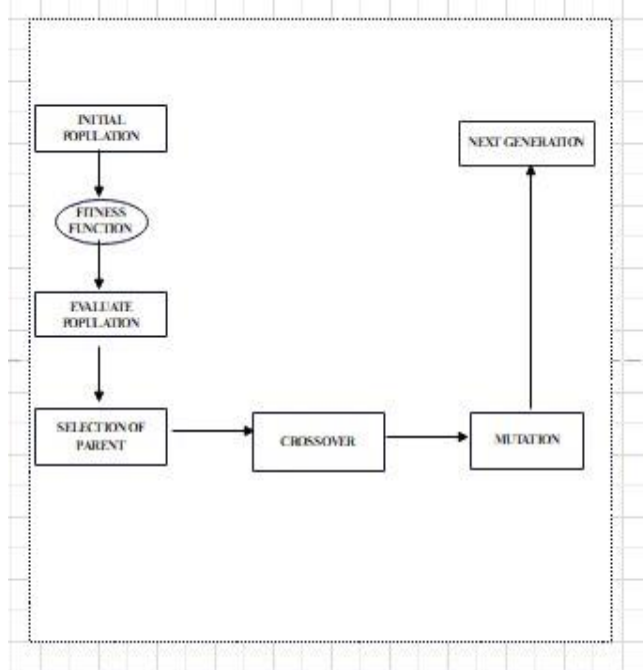 INITIAL
POPULATION
FITNESS
FUNCTION
EVALUATE
POPULATION
SELECTION OF
PARENT
CROSSOVER
MUTATION
NEXT GENERATION